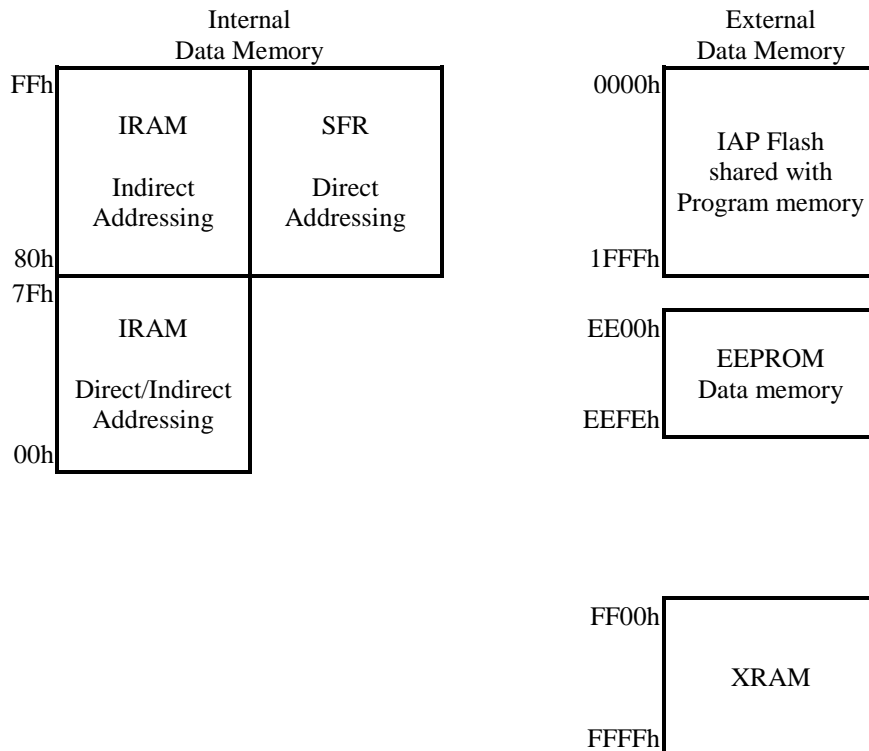 Internal
Data Memory
FFh
IRAM
Indirect
Addressing
80h
SFR
Direct
Addressing
7Fh
IRAM
Direct/Indirect
Addressing
00h
External
Data Memory
0000h
IAP Flash
shared with
Program memory
1FFFh
EE00h
EEPROM
Data memory
EEFEh
FF00h
XRAM
FFFFh